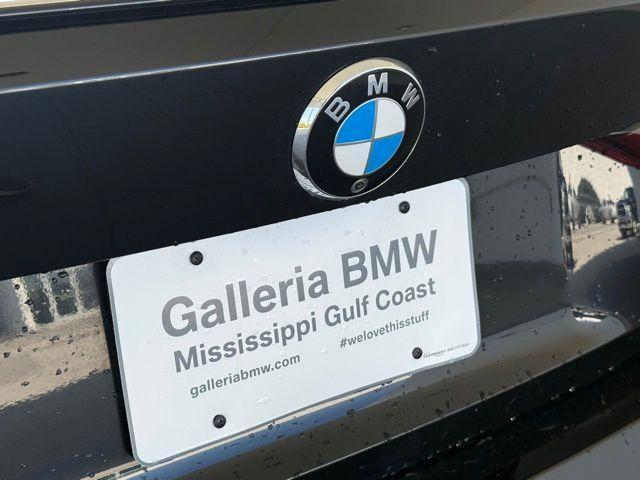 BMW
Galleria BMW
Mississippi Gulf Coast
galleriabmw.com #welovethisstuff